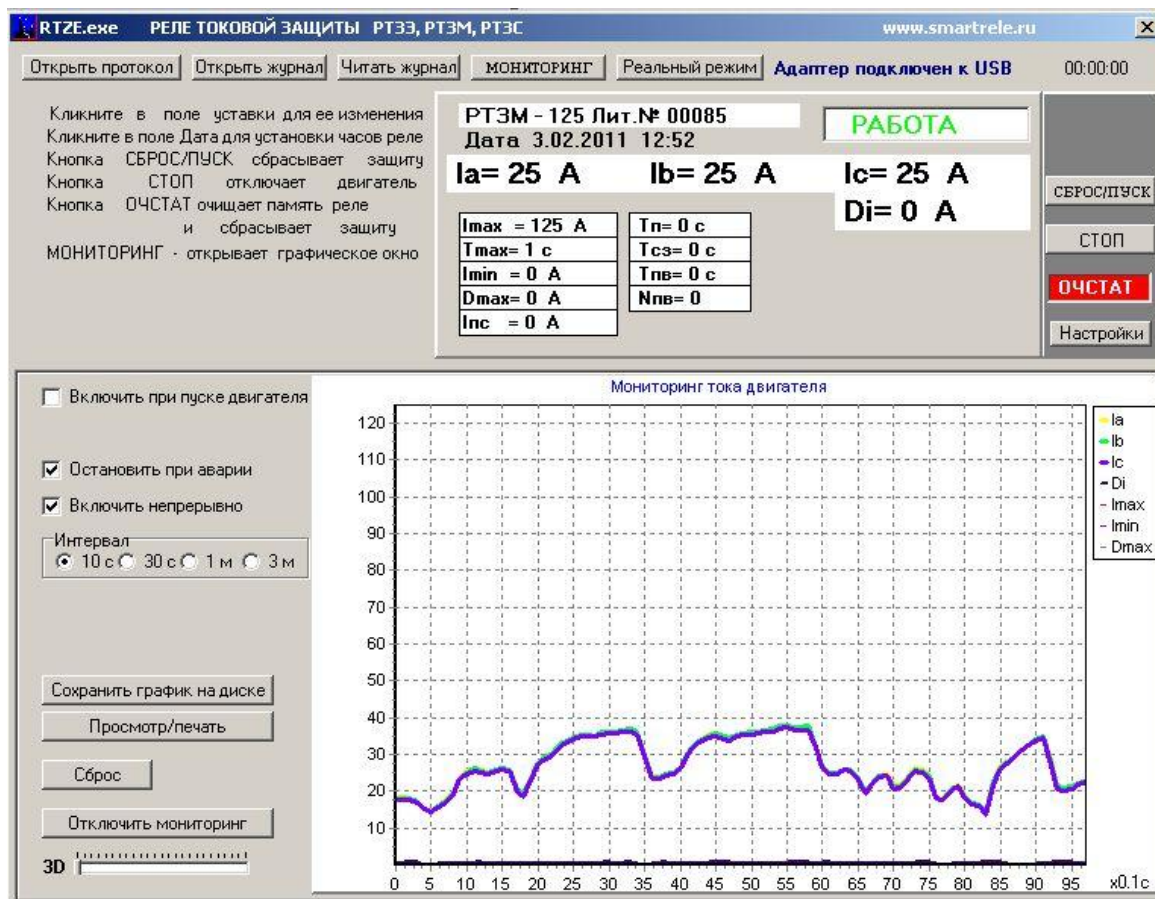 RTZE.exe РЕЛЕ ТОКОВОЙ ЗАЩИТЫ РТЗЭ, РТЗМ, РТЗС www.smartrele.ru
Открыть протокол Открыть журнал Читать журнал МОНИТОРИНГ Реальный режим Адаптер подключен к USB 00:00:00
Кликните в поле уставки для ее изменения
Кликните в поле Дата для установки часов реле
Кнопка СБРОС/ПУСК сбрасывает защиту
Кнопка СТОП отключает двигатель
Кнопка ОЧСТАТ очищает память реле
и сбрасывает защиту
МОНИТОРИНГ - открывает графическое окно
РТЗМ - 125 Лит.№ 00085
Дата 3.02.2011 12:52
РАБОТА
Ia= 25 А Ib= 25 А Ic= 25 А
Di= 0 А
Imax = 125 А
Tmax= 1 с
Imin = 0 А
Dmax= 0 А
Iпс = 0 А
Тп= 0 с
Тсз= 0 с
Тпв= 0 с
Nпв= 0
СБРОС/ПУСК
СТОП
ОЧСТАТ
Настройки
Включить при пуске двигателя
Остановить при аварии
Включить непрерывно
Интервал
10 с 30 с 1 м 3 м
Сохранить график на диске
Просмотр/печать
Сброс
Отключить мониторинг
3D
Мониторинг тока двигателя
120
110
100
90
80
70
60
50
40
30
20
10
0 5 10 15 20 25 30 35 40 45 50 55 60 65 70 75 80 85 90 95 x0.1c
Ia
Ib
Ic
Di
Imax
Imin
Dmax